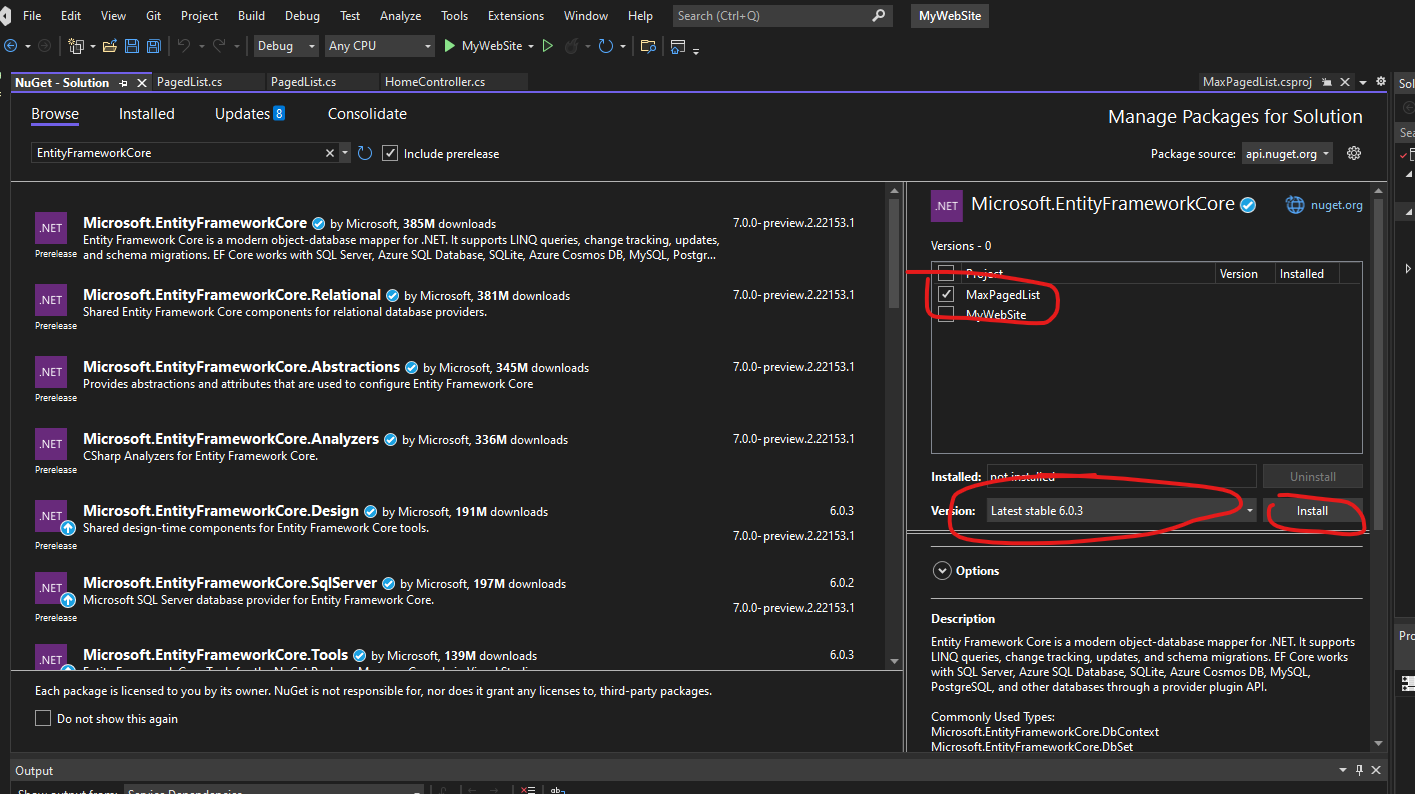 File Edit View Git Project Build Debug Test Analyze Tools Extensions Window Help Search (Ctrl+Q) MyWebSite
Debug Any CPU MyWebSite
NuGet - Solution PagedList.cs PagedList.cs HomeController.cs MaxPagedList.csproj Sol
Browse Installed Updates 8 Consolidate
Manage Packages for Solution
EntityFrameworkCore Include prerelease
Package source: api.nuget.org
Sea
.NET Microsoft.EntityFrameworkCore by Microsoft, 385M downloads 7.0.0-preview.2.22153.1
Entity Framework Core is a modern object-database mapper for .NET. It supports LINQ queries, change tracking, updates,
Prerelease and schema migrations. EF Core works with SQL Server, Azure SQL Database, SQLite, Azure Cosmos DB, MySQL, Postgr...
.NET Microsoft.EntityFrameworkCore.Relational by Microsoft, 381M downloads 7.0.0-preview.2.22153.1
Shared Entity Framework Core components for relational database providers.
Prerelease
.NET Microsoft.EntityFrameworkCore.Abstractions by Microsoft, 345M downloads 7.0.0-preview.2.22153.1
Provides abstractions and attributes that are used to configure Entity Framework Core
Prerelease
.NET Microsoft.EntityFrameworkCore.Analyzers by Microsoft, 336M downloads 7.0.0-preview.2.22153.1
CSharp Analyzers for Entity Framework Core.
Prerelease
.NET Microsoft.EntityFrameworkCore.Design by Microsoft, 191M downloads 6.0.3
Shared design-time components for Entity Framework Core tools.
Prerelease 7.0.0-preview.2.22153.1
.NET Microsoft.EntityFrameworkCore.SqlServer by Microsoft, 197M downloads 6.0.2
Microsoft SQL Server database provider for Entity Framework Core.
Prerelease 7.0.0-preview.2.22153.1
.NET Microsoft.EntityFrameworkCore.Tools by Microsoft, 139M downloads 6.0.3
Each package is licensed to you by its owner. NuGet is not responsible for, nor does it grant any licenses to, third-party packages.
Do not show this again
.NET Microsoft.EntityFrameworkCore nuget.org
Versions - 0
Project Version Installed
MaxPagedList
MyWebSite
Installed: not installed Uninstall
Version: Latest stable 6.0.3 Install
Options
Description
Entity Framework Core is a modern object-database mapper for .NET. It supports
LINQ queries, change tracking, updates, and schema migrations. EF Core works
with SQL Server, Azure SQL Database, SQLite, Azure Cosmos DB, MySQL,
PostgreSQL, and other databases through a provider plugin API.
Commonly Used Types:
Microsoft.EntityFrameworkCore.DbContext
Microsoft.EntityFrameworkCore.DbSet
Pro
Output
Show output from: Service Dependencies